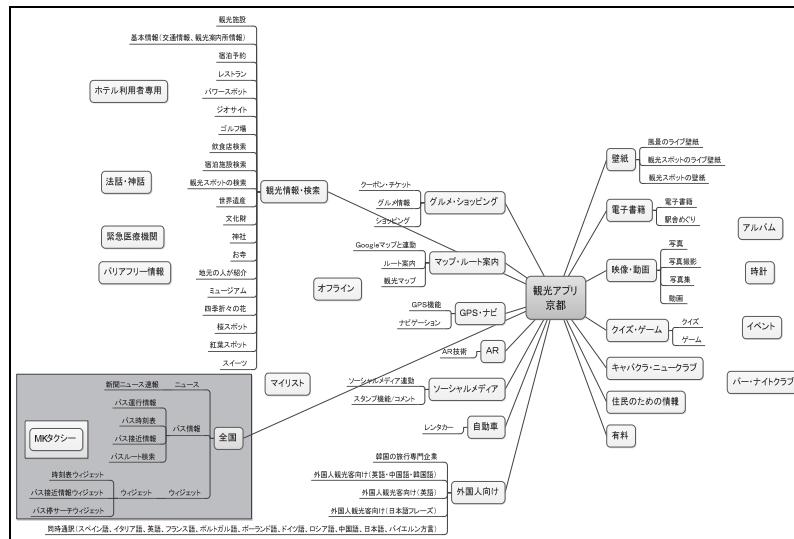 観光施設
基本情報(交通情報、観光案内所情報)
宿泊予約
レストラン
パワースポット
ジオサイト
ゴルフ場
飲食店検索
宿泊施設検索
観光スポットの検索
世界遺産
文化財
神社
お寺
地元の人が紹介
ミュージアム
四季折々の花
桜スポット
紅葉スポット
スイーツ
ホテル利用者専用
法話・神話
緊急医療機関
バリアフリー情報
観光情報・検索
クーポン・チケット
グルメ情報
ショッピング
グルメ・ショッピング
Googleマップと連動
ルート案内
観光マップ
マップ・ルート案内
オフライン
GPS機能
ナビゲーション
GPS・ナビ
AR技術
AR
マイリスト
ソーシャルメディア連動
スタンプ機能/コメント
ソーシャルメディア
レンタカー
自動車
韓国の旅行専門企業
外国人観光客向け(英語・中国語・韓国語)
外国人観光客向け(英語)
外国人観光客向け(日本語フレーズ)
同時通訳(スペイン語、イタリア語、英語、フランス語、ポルトガル語、ポーランド語、ドイツ語、ロシア語、中国語、日本語、バイエルン方言)
外国人向け
新聞ニュース速報
ニュース
バス運行情報
バス時刻表
バス接近情報
バスルート検索
バス情報
MKタクシー
全国
時刻表ウィジェット
バス接近情報ウィジェット
バス停サーチウィジェット
ウィジェット
ウィジェット
観光アプリ
京都
壁紙
風景のライブ壁紙
観光スポットのライブ壁紙
観光スポットの壁紙
電子書籍
電子書籍
駅舎めぐり
映像・動画
写真
写真撮影
写真集
動画
クイズ・ゲーム
クイズ
ゲーム
キャバクラ・ニュークラブ
住民のための情報
有料
アルバム
時計
イベント
バー・ナイトクラブ